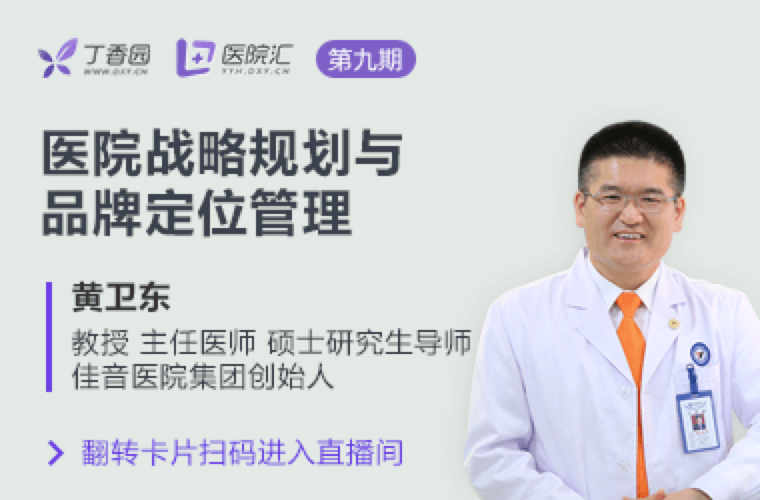 丁香园
WWW.DXY.CN
医院汇
YYH.DXY.CN
第九期
医院战略规划与
品牌定位管理
黄卫东
教授 主任医师 硕士研究生导师
佳音医院集团创始人
翻转卡片扫码进入直播间